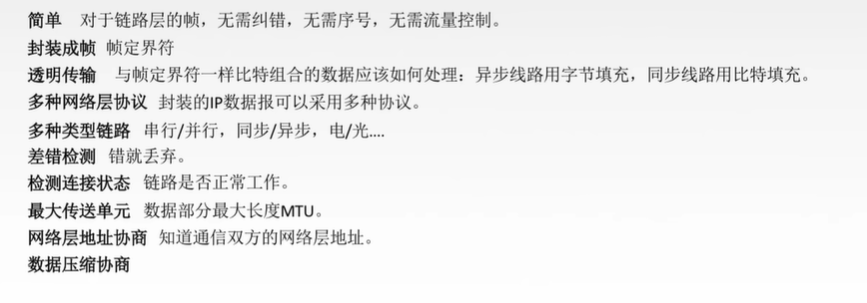 简单 对于链路层的帧，无需纠错，无需序号，无需流量控制。
封装成帧 帧定界符
透明传输 与帧定界符一样比特组合的数据应该如何处理：异步线路用字节填充，同步线路用比特填充。
多种网络层协议 封装的IP数据报可以采用多种协议。
多种类型链路 串行/并行，同步/异步，电/光....
差错检测 错就丢弃。
检测连接状态 链路是否正常工作。
最大传送单元 数据部分最大长度MTU。
网络层地址协商 知道通信双方的网络层地址。
数据压缩协商